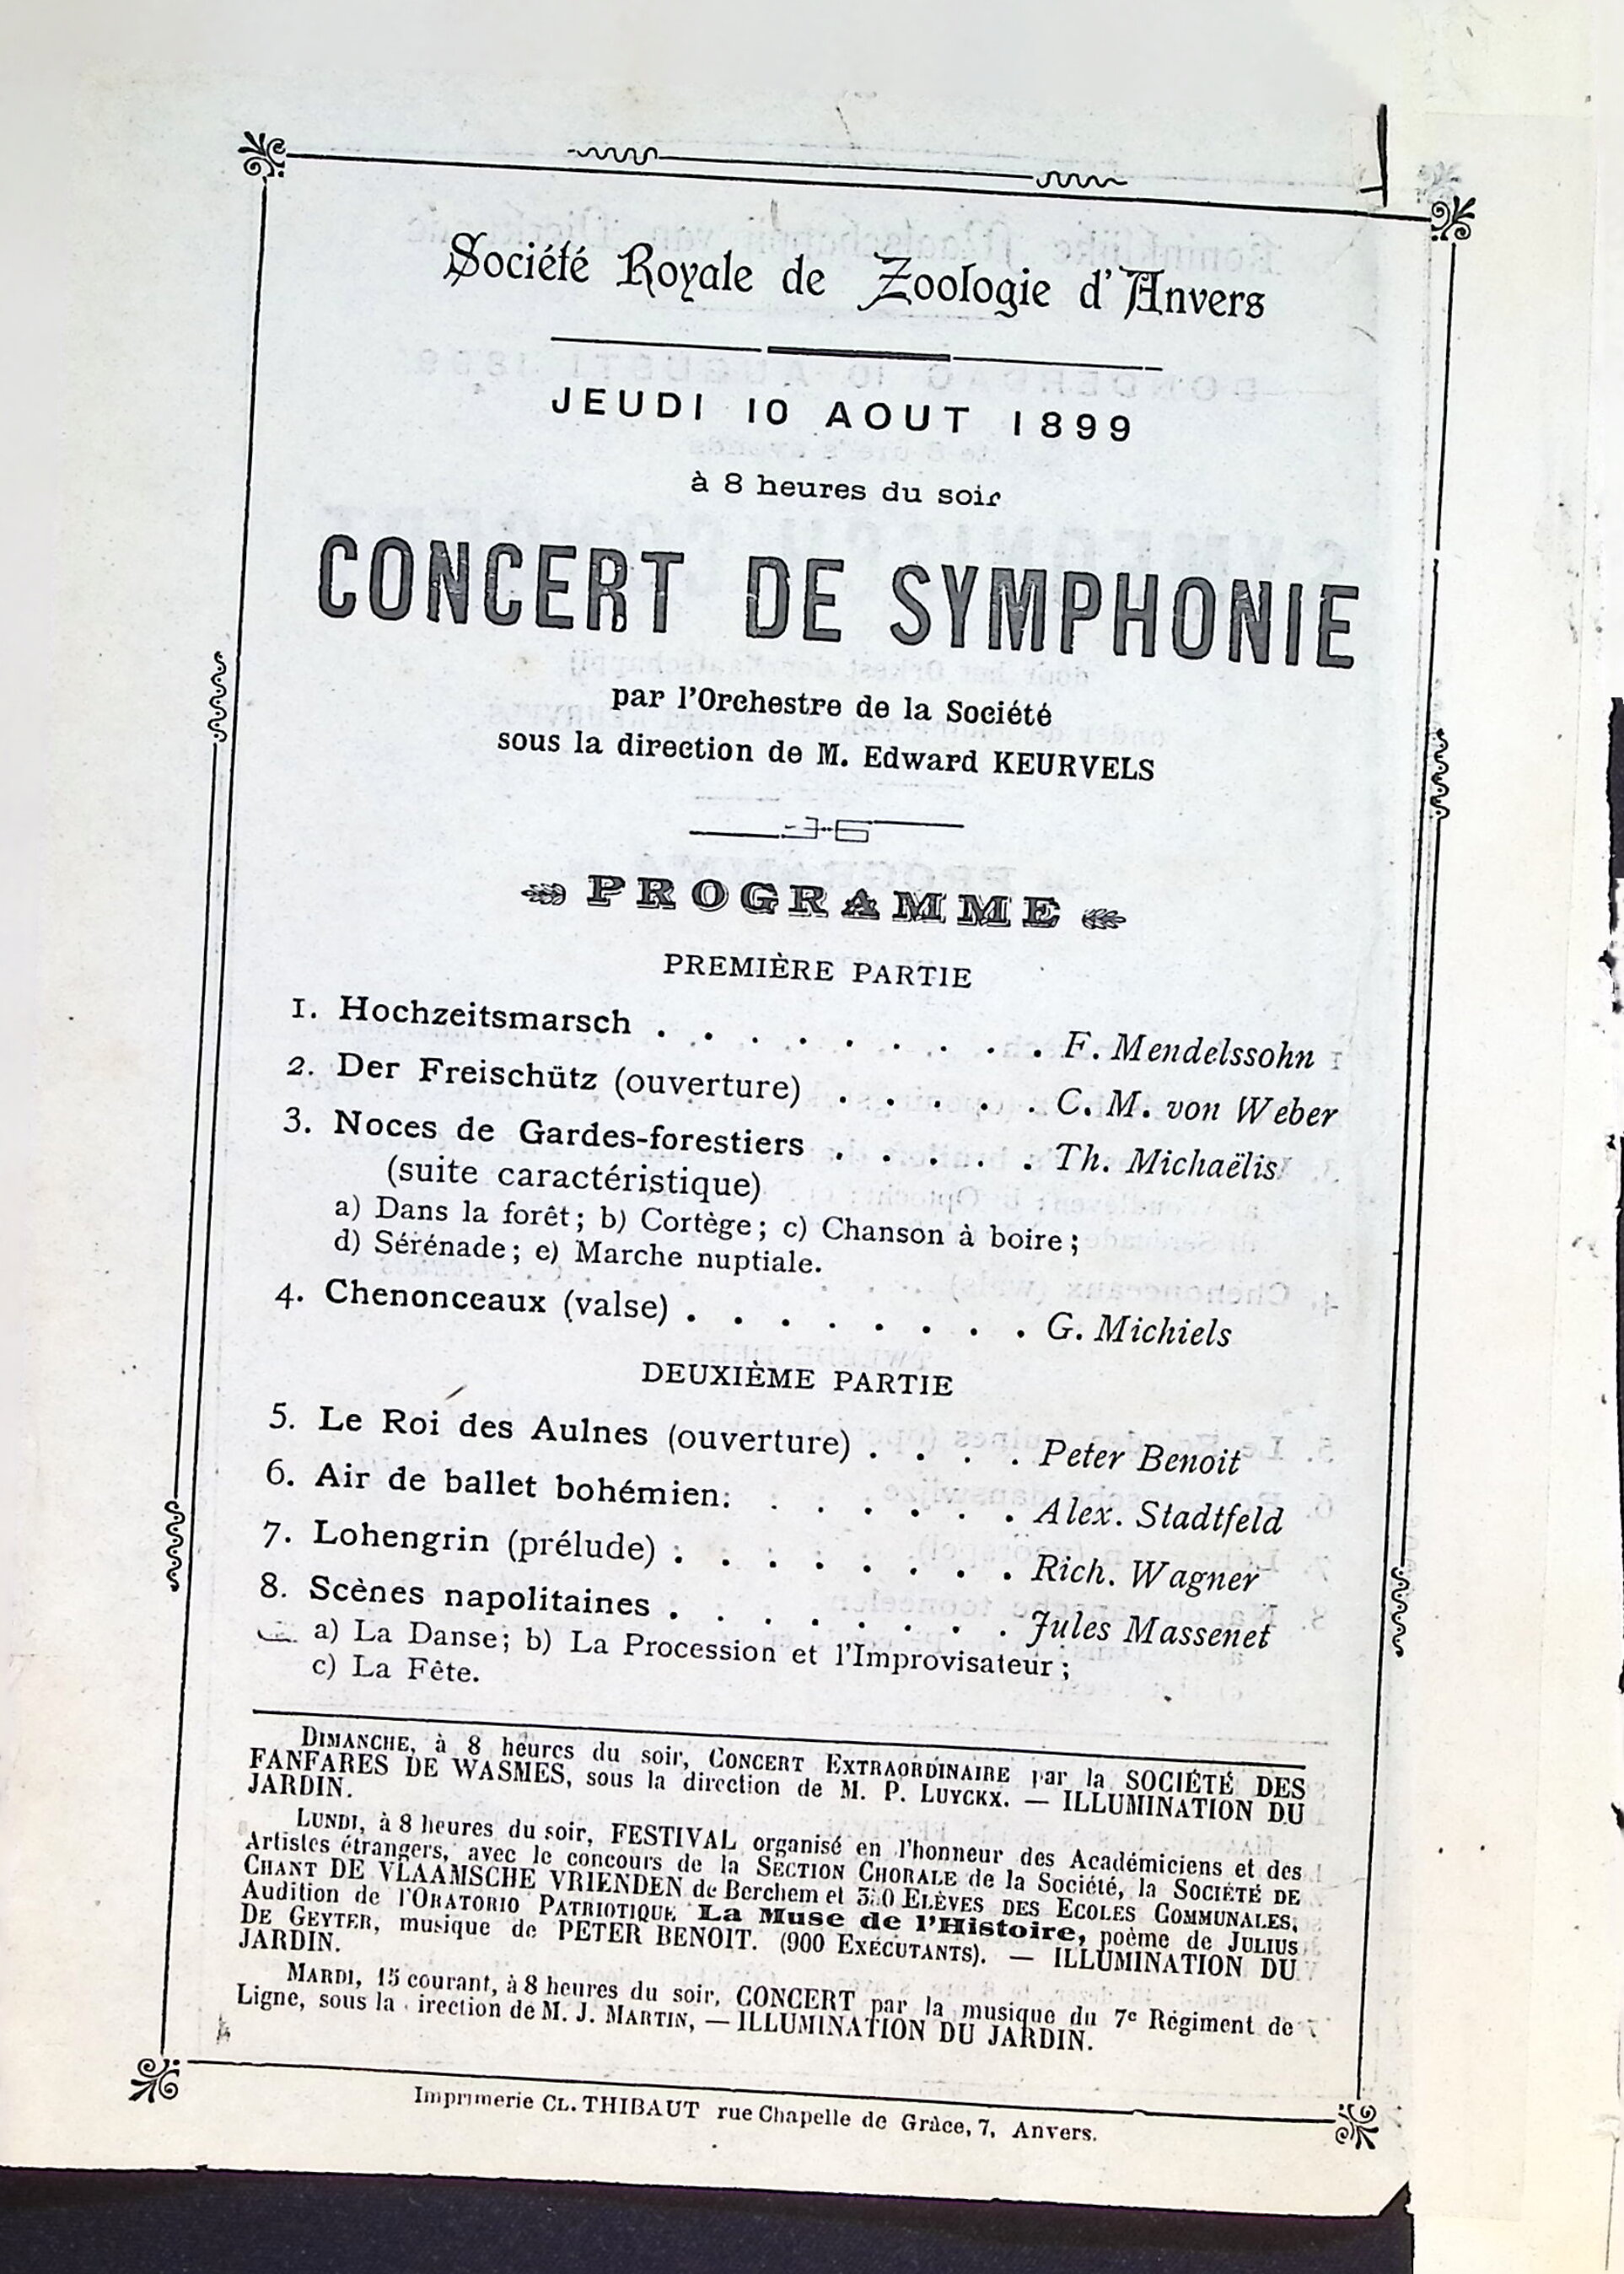 Société Royale de Zoologie d'Anvers
JEUDI 10 AOUT 1899
à 8 heures du soir
CONCERT DE SYMPHONIE
par l'Orchestre de la Société
sous la direction de M. Edward KEURVELS
PROGRAMME
PREMIÈRE PARTIE
1. Hochzeitsmarsch . . . . . . . . . F. Mendelssohn
2. Der Freischütz (ouverture) . . . . . C. M. von Weber
3. Noces de Gardes-forestiers . . . . . Th. Michaëlis
(suite caractéristique)
a) Dans la forêt; b) Cortège; c) Chanson à boire;
d) Sérénade; e) Marche nuptiale.
4. Chenonceaux (valse) . . . . . . . . G. Michiels
DEUXIÈME PARTIE
5. Le Roi des Aulnes (ouverture) . . . . Peter Benoit
6. Air de ballet bohémien: . . . . . . Alex. Stadtfeld
7. Lohengrin (prélude) . . . . . . . . Rich. Wagner
8. Scènes napolitaines . . . . . . . . Jules Massenet
a) La Danse; b) La Procession et l'Improvisateur;
c) La Fête.
DIMANCHE, à 8 heures du soir, CONCERT EXTRAORDINAIRE par la SOCIÉTÉ DES
FANFARES DE WASMES, sous la direction de M. P. LUYCKX. — ILLUMINATION DU
JARDIN.
LUNDI, à 8 heures du soir, FESTIVAL organisé en l'honneur des Académiciens et des
Artistes étrangers, avec le concours de la SECTION CHORALE de la Société, la SOCIÉTÉ DE
CHANT DE VLAAMSCHE VRIENDEN de Berchem et ELÈVES DES ECOLES COMMUNALES.
Audition de l'ORATORIO PATRIOTIQUE La Muse de l'Histoire, poème de JULIUS
DE GEYTER, musique de PETER BENOIT. (900 EXÉCUTANTS). — ILLUMINATION DU
JARDIN.
MARDI, 15 courant, à 8 heures du soir, CONCERT par la musique du 7e Régiment de
Ligne, sous la irection de M. J. MARTIN, — ILLUMINATION DU JARDIN.
Imprimerie CL. THIBAUT rue Chapelle de Grâce, 7, Anvers.